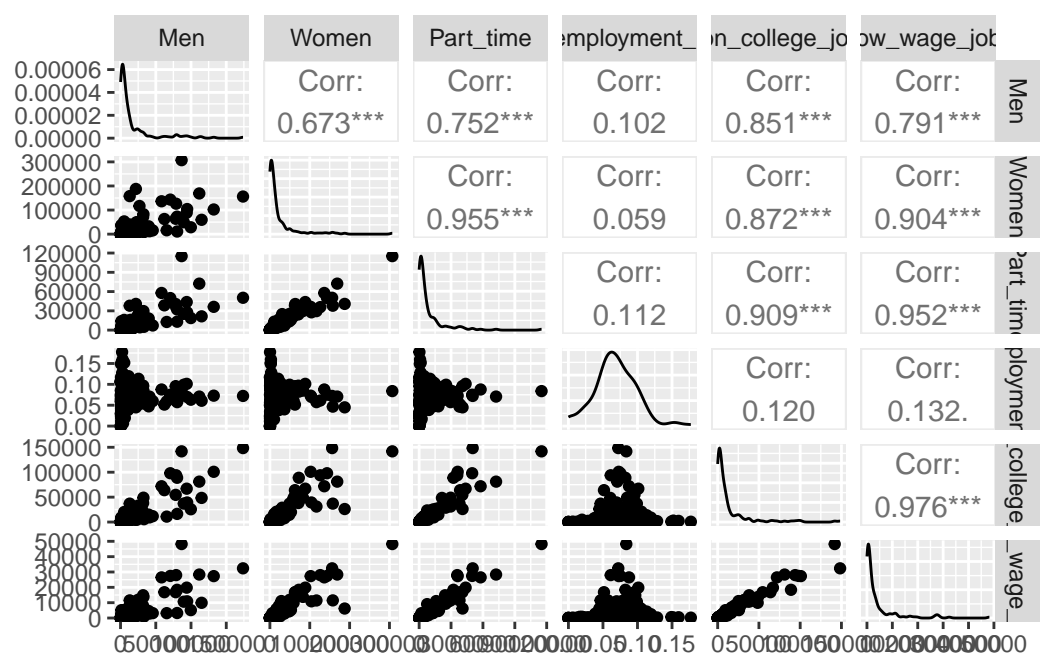 Men Women Part_time employment_ on_college_jo ow_wage_job
0.00006
0.00004
0.00002
0.00000
Corr:
0.673***
Corr:
0.752***
Corr:
0.102
Corr:
0.851***
Corr:
0.791***
Men
300000
200000
100000
0
Corr:
0.955***
Corr:
0.059
Corr:
0.872***
Corr:
0.904***
Women
120000
90000
60000
30000
0
Corr:
0.112
Corr:
0.909***
Corr:
0.952***
Part_time
0.15
0.10
0.05
0.00
Corr:
0.120
Corr:
0.132.
ploymen
150000
100000
50000
0
Corr:
0.976***
_college_
50000
40000
30000
20000
10000
0
_wage_